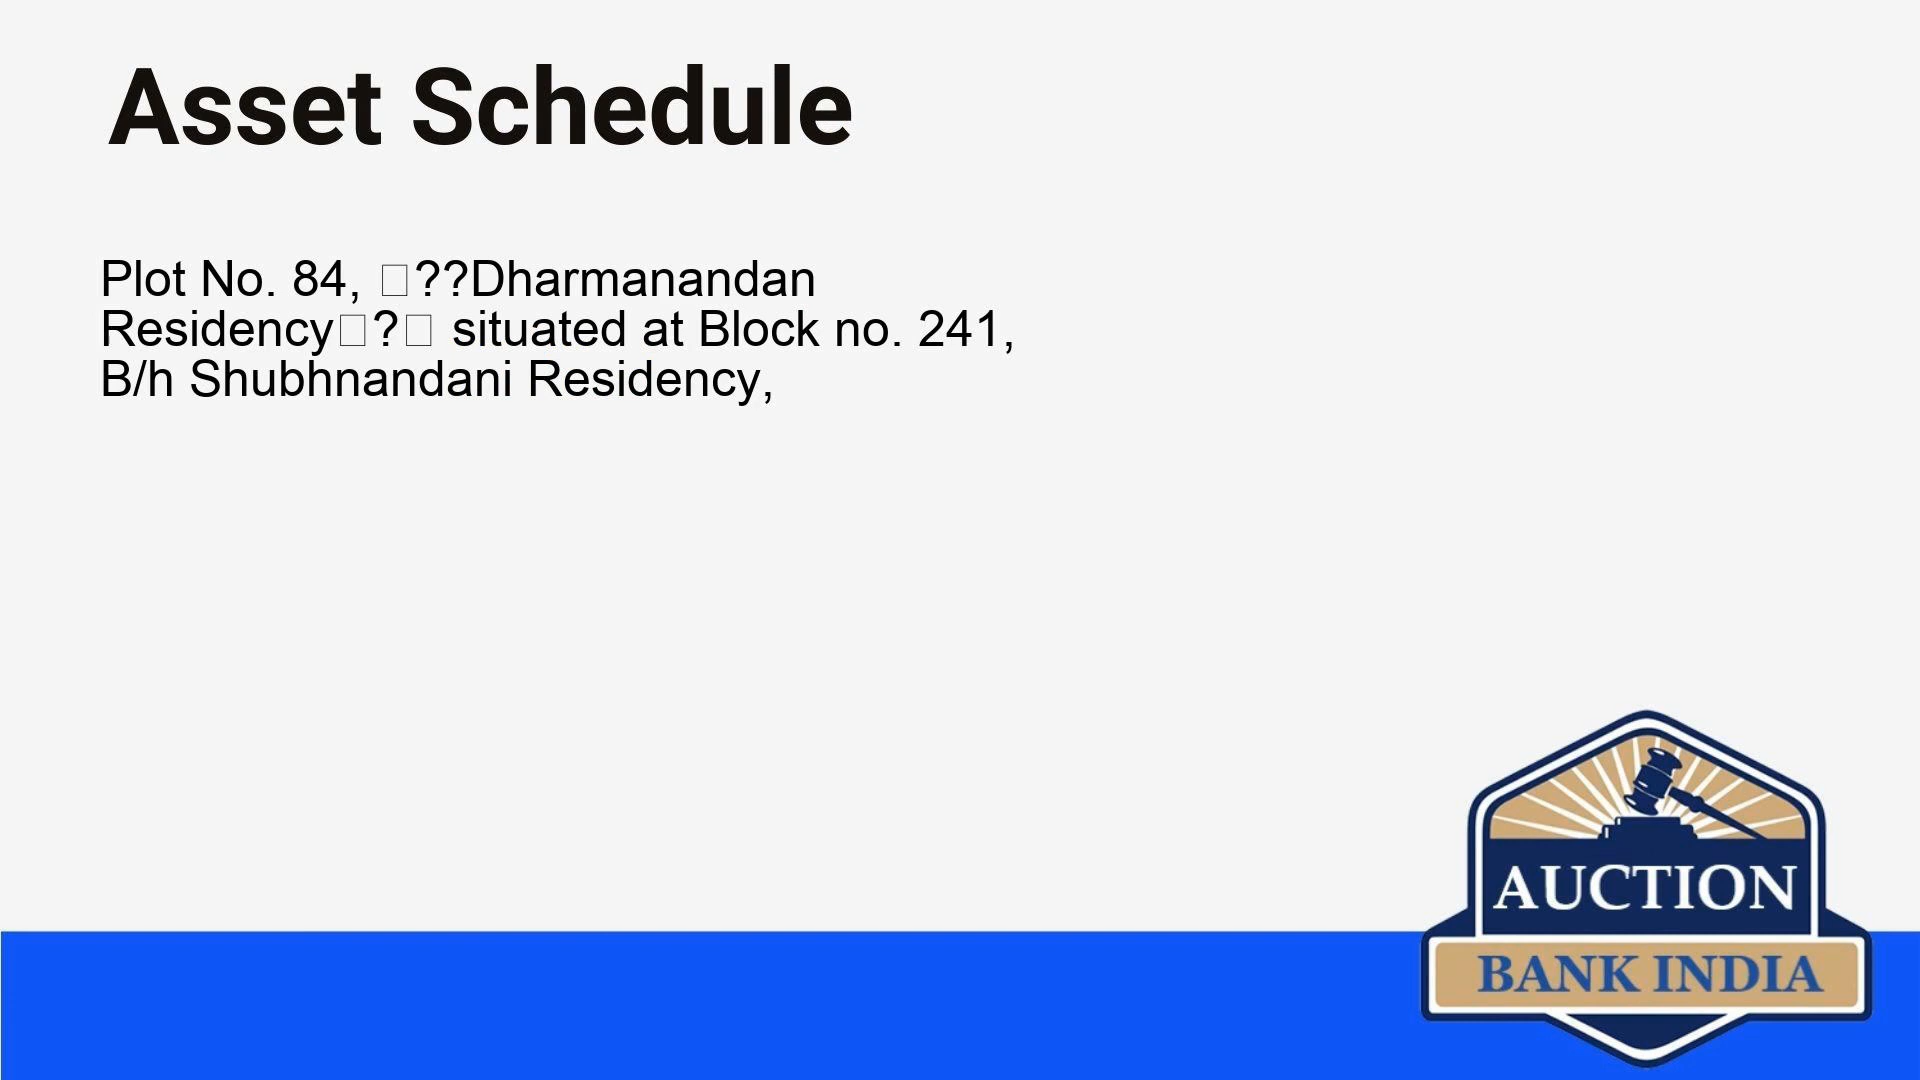 Asset Schedule
Plot No. 84, □??Dharmanandan
Residency□?□ situated at Block no. 241,
B/h Shubhnandani Residency,
AUCTION
BANK INDIA